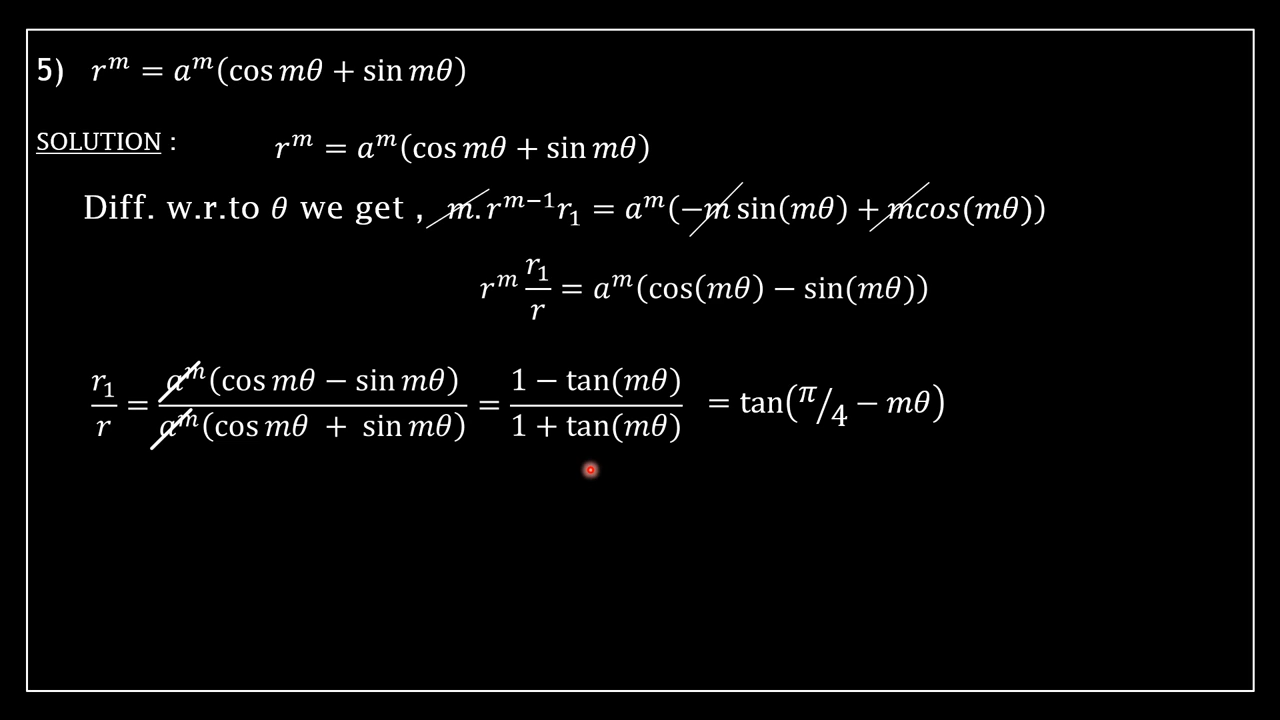 5) r^m = a^m(cos mθ + sin mθ)
SOLUTION : r^m = a^m(cos mθ + sin mθ)
Diff. w.r.to θ we get , m.r^{m−1}r_1 = a^m(−m sin(mθ) + mcos(mθ))
r^m r_1/r = a^m(cos(mθ) − sin(mθ))
r_1/r = a^m(cos mθ − sin mθ)/a^m(cos mθ + sin mθ) = 1 − tan(mθ)/1 + tan(mθ) = tan(π/4 − mθ)